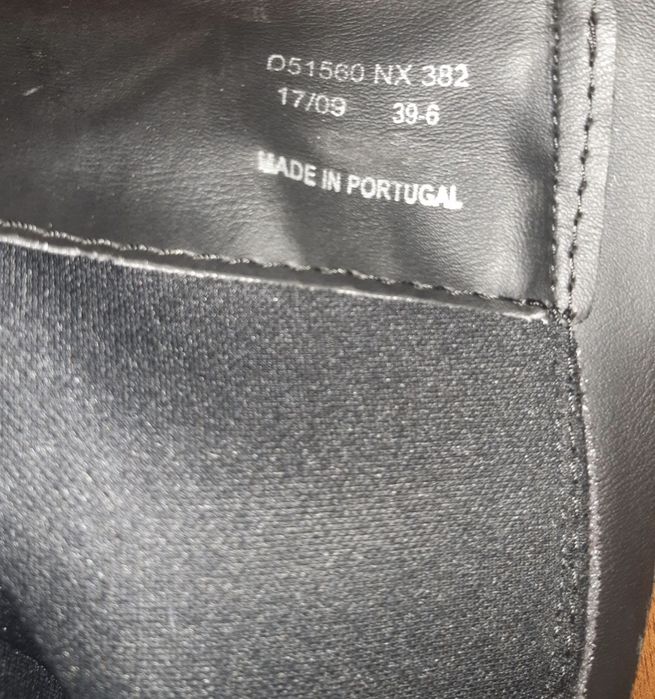 051560 NX 382
17/09 39-6
MADE IN PORTUGAL